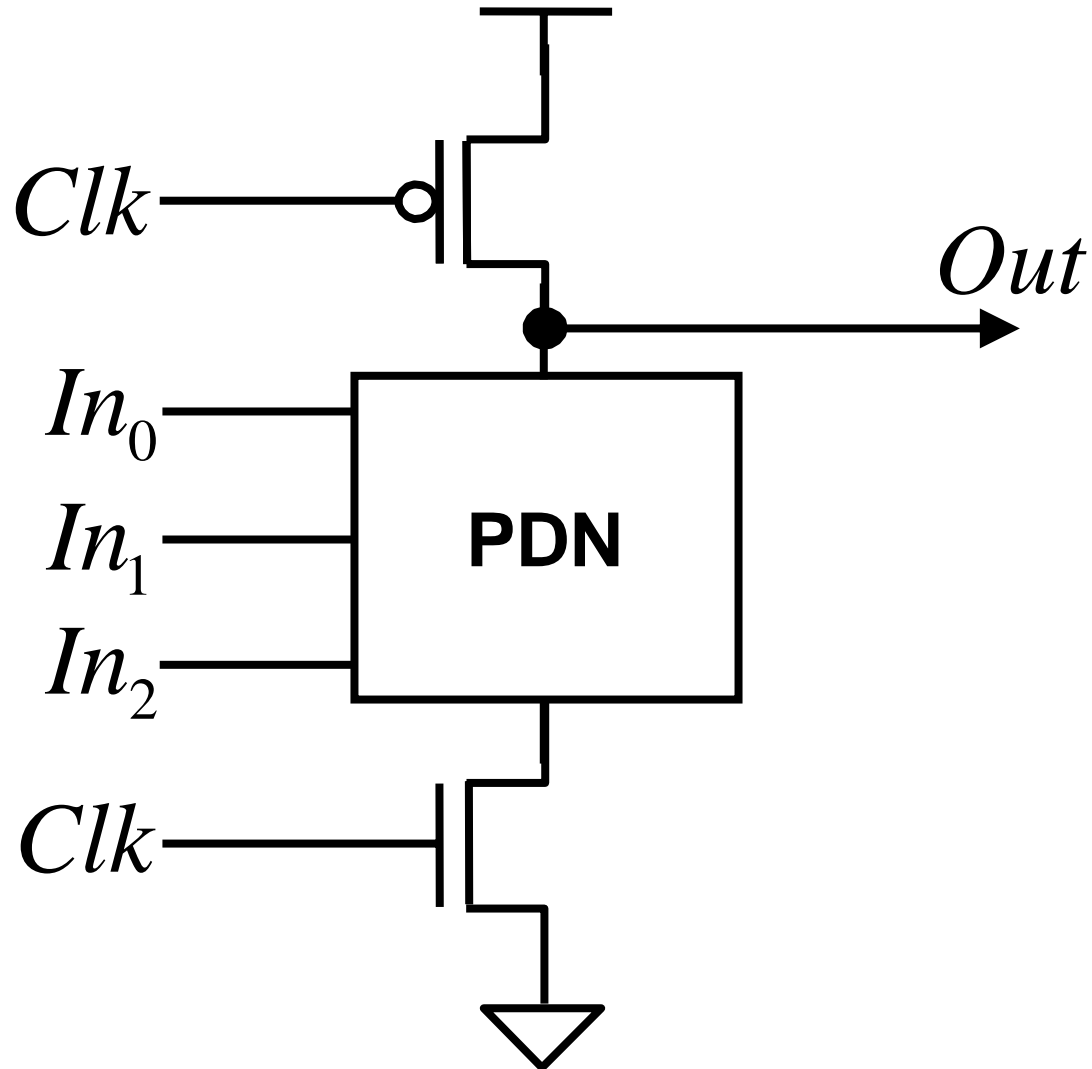 Clk
Out
In₀
In₁
PDN
In₂
Clk